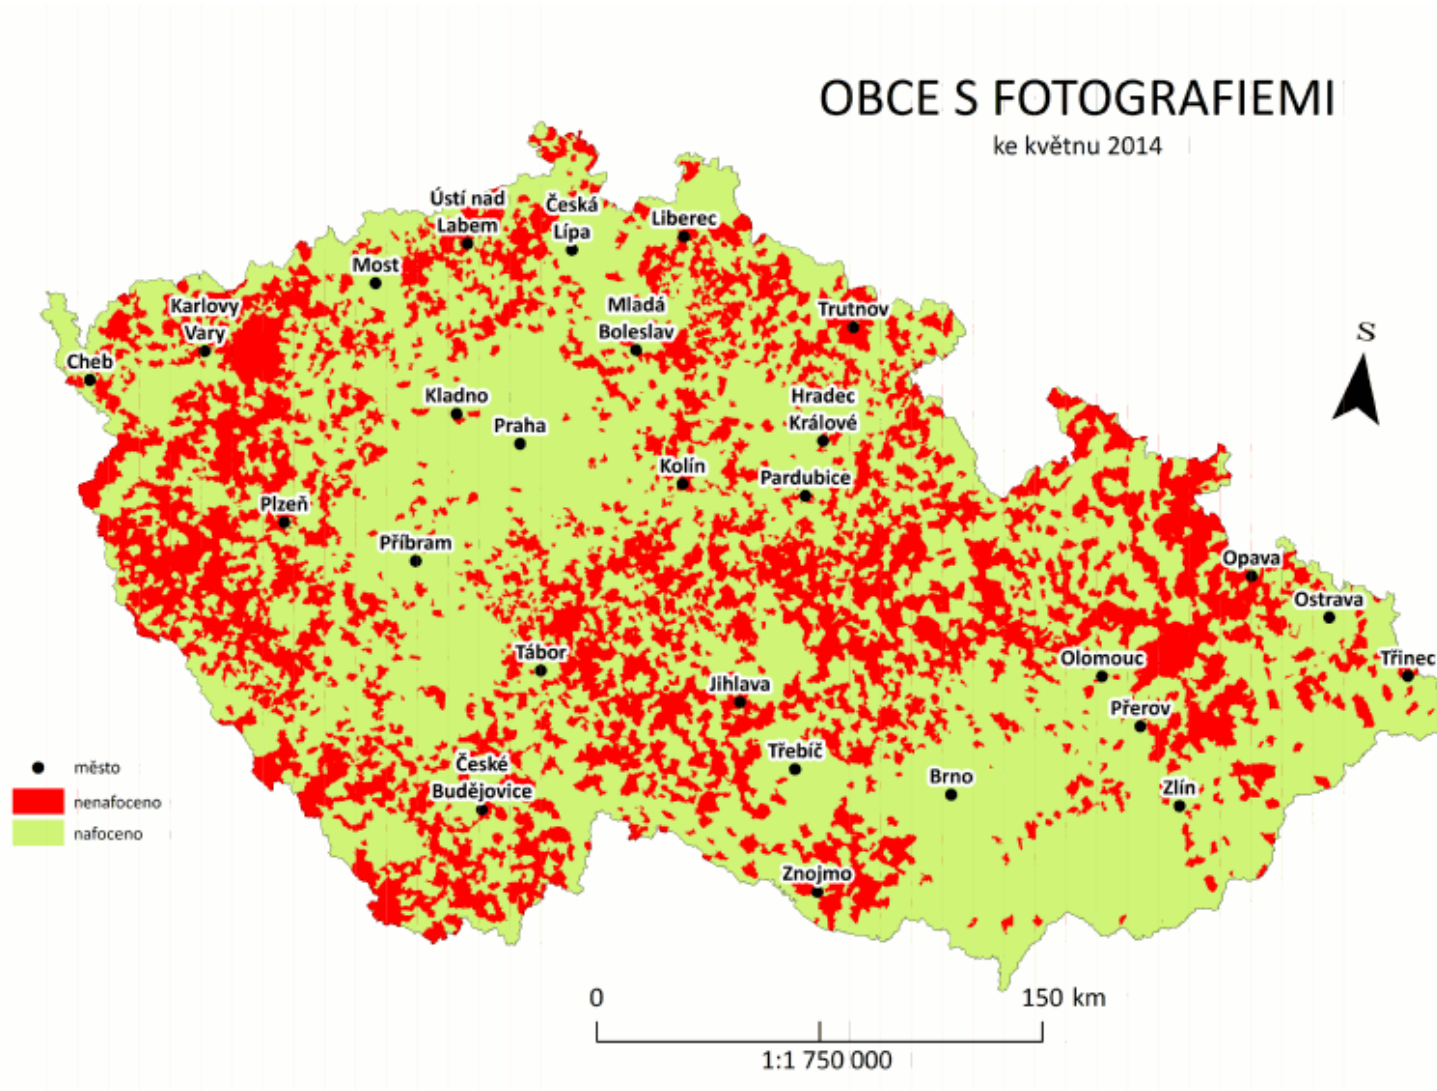 OBCE S FOTOGRAFIEMI
ke květnu 2014
Ústí nad
Labem
Česká
Lípa
Liberec
Most
Karlovy
Vary
Mladá
Boleslav
Trutnov
S
Cheb
Kladno
Praha
Hradec
Králové
Kolín
Pardubice
Plzeň
Příbram
Opava
Ostrava
Tábor
Olomouc
Třinec
Jihlava
Přerov
Třebíč
České
Budějovice
Brno
Zlín
město
nenafoceno
nafoceno
Znojmo
0
150 km
1:1 750 000